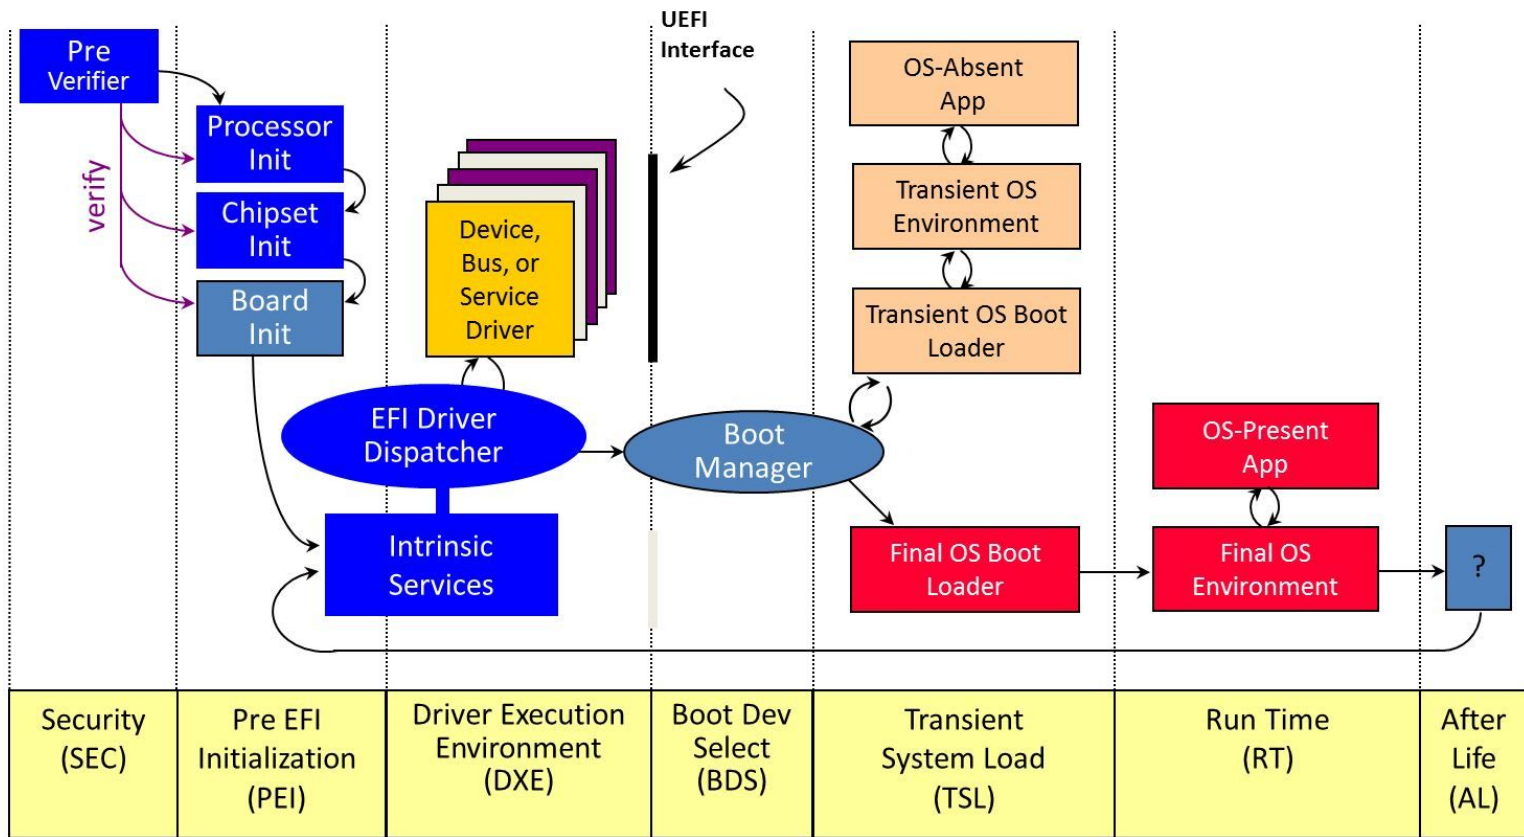 UEFI
Interface
Pre
Verifier
verify
Processor
Init
Chipset
Init
Board
Init
Device,
Bus, or
Service
Driver
EFI Driver
Dispatcher
Intrinsic
Services
Boot
Manager
OS-Absent
App
Transient OS
Environment
Transient OS Boot
Loader
Final OS Boot
Loader
OS-Present
App
Final OS
Environment
?
Security
(SEC)
Pre EFI
Initialization
(PEI)
Driver Execution
Environment
(DXE)
Boot Dev
Select
(BDS)
Transient
System Load
(TSL)
Run Time
(RT)
After
Life
(AL)